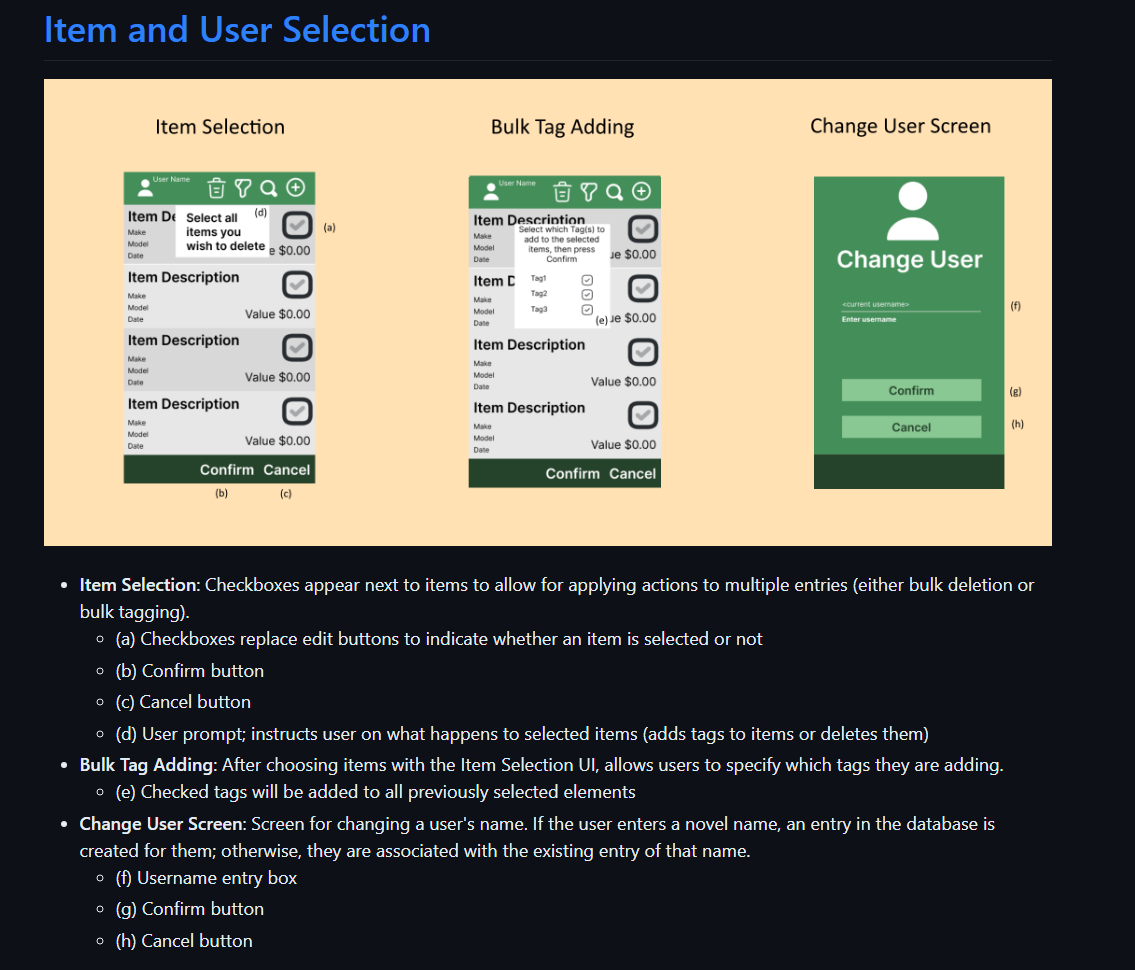 Item and User Selection
Item Selection
Bulk Tag Adding
Change User Screen
User Name
Item De
Select all
items you
wish to delete
(d)
(a)
Make
Model
Date
e $0.00
Item Description
Make
Model
Date
Value $0.00
Item Description
Make
Model
Date
Value $0.00
Item Description
Make
Model
Date
Value $0.00
Confirm Cancel
(b)
(c)
User Name
Item Description
Select which Tag(s) to
add to the selected
items, then press
Confirm
Make
Model
Date
ue $0.00
Item D
Tag1
Tag2
Tag3
(e)
Make
Model
Date
ue $0.00
Item Description
Make
Model
Date
Value $0.00
Item Description
Make
Model
Date
Value $0.00
Confirm Cancel
Change User
<current username>
Enter username
(f)
Confirm
(g)
Cancel
(h)
• Item Selection: Checkboxes appear next to items to allow for applying actions to multiple entries (either bulk deletion or
bulk tagging).
◦ (a) Checkboxes replace edit buttons to indicate whether an item is selected or not
◦ (b) Confirm button
◦ (c) Cancel button
◦ (d) User prompt; instructs user on what happens to selected items (adds tags to items or deletes them)
• Bulk Tag Adding: After choosing items with the Item Selection UI, allows users to specify which tags they are adding.
◦ (e) Checked tags will be added to all previously selected elements
• Change User Screen: Screen for changing a user's name. If the user enters a novel name, an entry in the database is
created for them; otherwise, they are associated with the existing entry of that name.
◦ (f) Username entry box
◦ (g) Confirm button
◦ (h) Cancel button